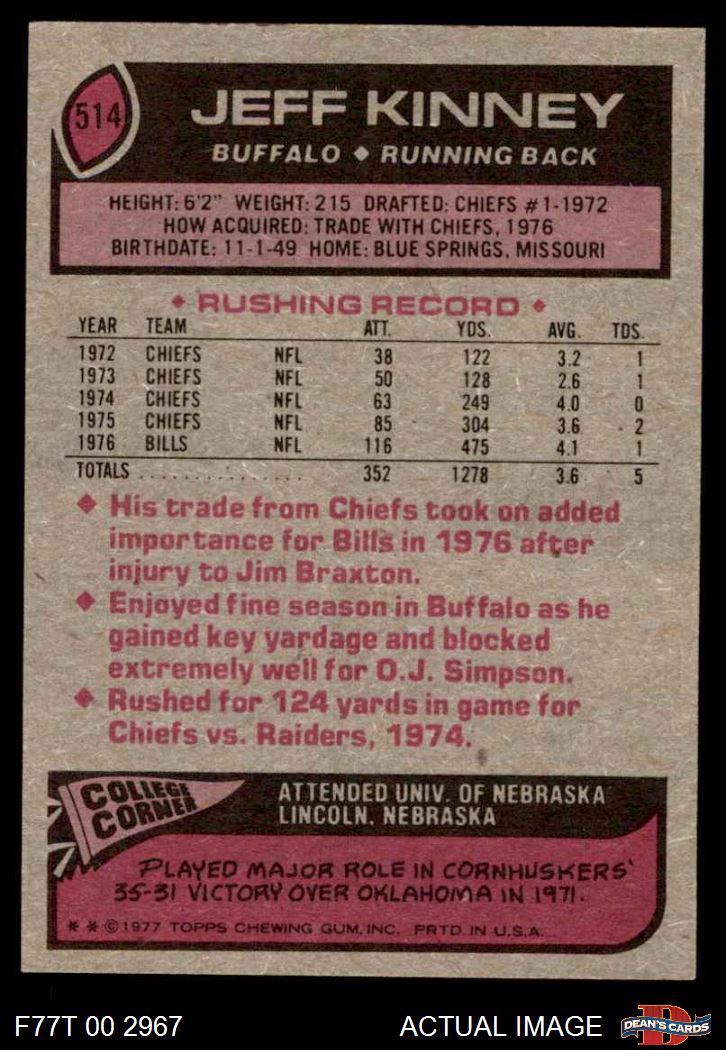 514
JEFF KINNEY
BUFFALO ◆ RUNNING BACK
HEIGHT: 6'2" WEIGHT: 215 DRAFTED: CHIEFS #1-1972
HOW ACQUIRED: TRADE WITH CHIEFS, 1976
BIRTHDATE: 11-1-49 HOME: BLUE SPRINGS, MISSOURI
◆ RUSHING RECORD ◆
YEAR TEAM ATT. YDS. AVG. TDS.
1972 CHIEFS NFL 38 122 3.2 1
1973 CHIEFS NFL 50 128 2.6 1
1974 CHIEFS NFL 63 249 4.0 0
1975 CHIEFS NFL 85 304 3.6 2
1976 BILLS NFL 116 475 4.1 1
TOTALS . . . . . . . . . . . . . . . 352 1278 3.6 5
◆ His trade from Chiefs took on added
importance for Bills in 1976 after
injury to Jim Braxton.
◆ Enjoyed fine season in Buffalo as he
gained key yardage and blocked
extremely well for O.J. Simpson.
◆ Rushed for 124 yards in game for
Chiefs vs. Raiders, 1974.
COLLEGE
CORNER
ATTENDED UNIV. OF NEBRASKA
LINCOLN, NEBRASKA
PLAYED MAJOR ROLE IN CORNHUSKERS'
35-31 VICTORY OVER OKLAHOMA IN 1971.
* * © 1977 TOPPS CHEWING GUM, INC. PRTD. IN U.S.A.
F77T 00 2967
ACTUAL IMAGE
D
DEAN'S CARDS